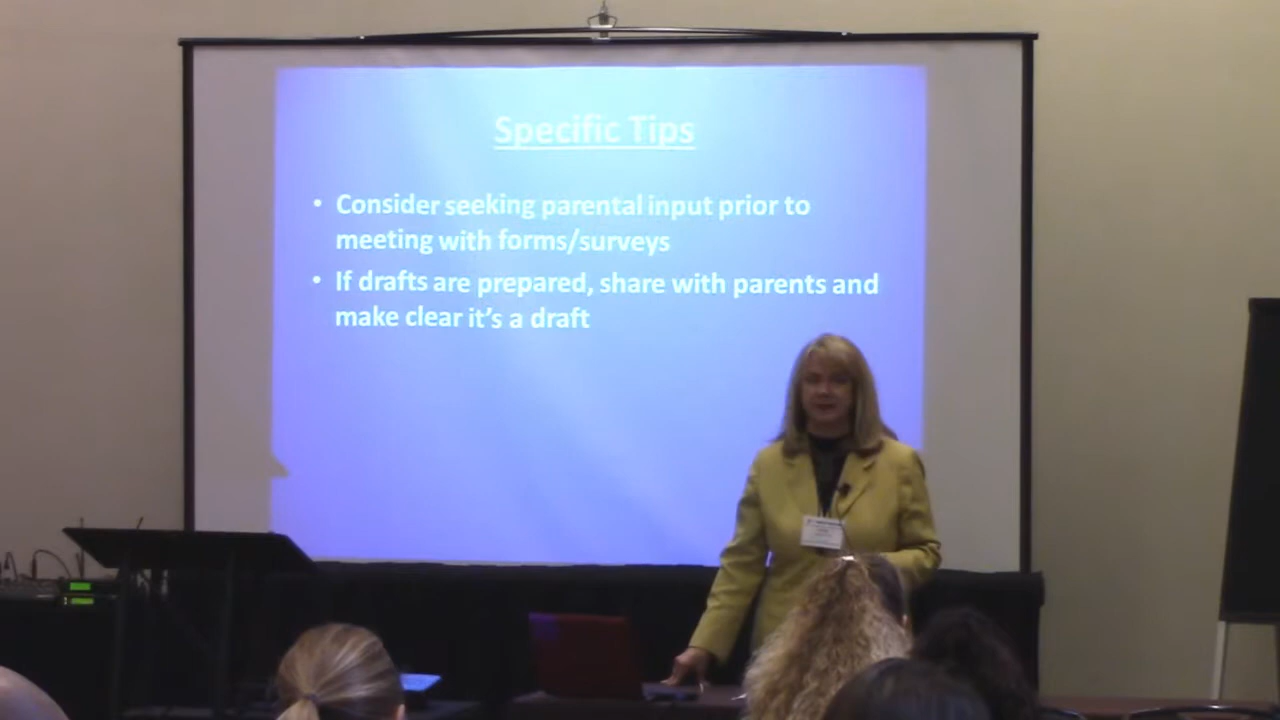 Specific Tips
• Consider seeking parental input prior to
meeting with forms/surveys
• If drafts are prepared, share with parents and
make clear it's a draft